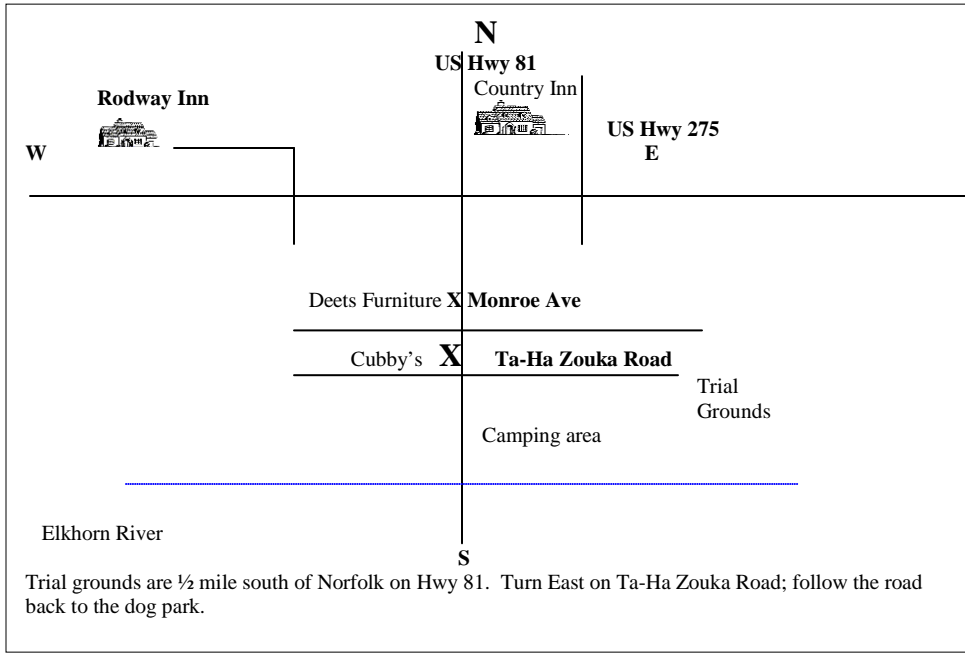 N
US Hwy 81
Country Inn
Rodway Inn
US Hwy 275
W
E
Deets Furniture X Monroe Ave
Cubby's X Ta-Ha Zouka Road
Trial
Grounds
Camping area
Elkhorn River
S
Trial grounds are ½ mile south of Norfolk on Hwy 81.  Turn East on Ta-Ha Zouka Road; follow the road
back to the dog park.